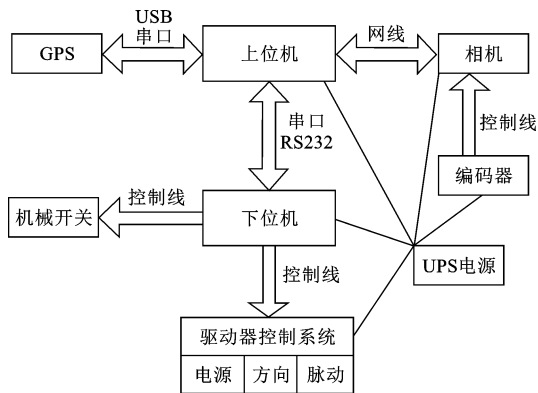 USB
串口
GPS
上位机
网线
相机
串口
RS232
控制线
编码器
控制线
机械开关
下位机
控制线
UPS电源
驱动器控制系统
电源
方向
脉动